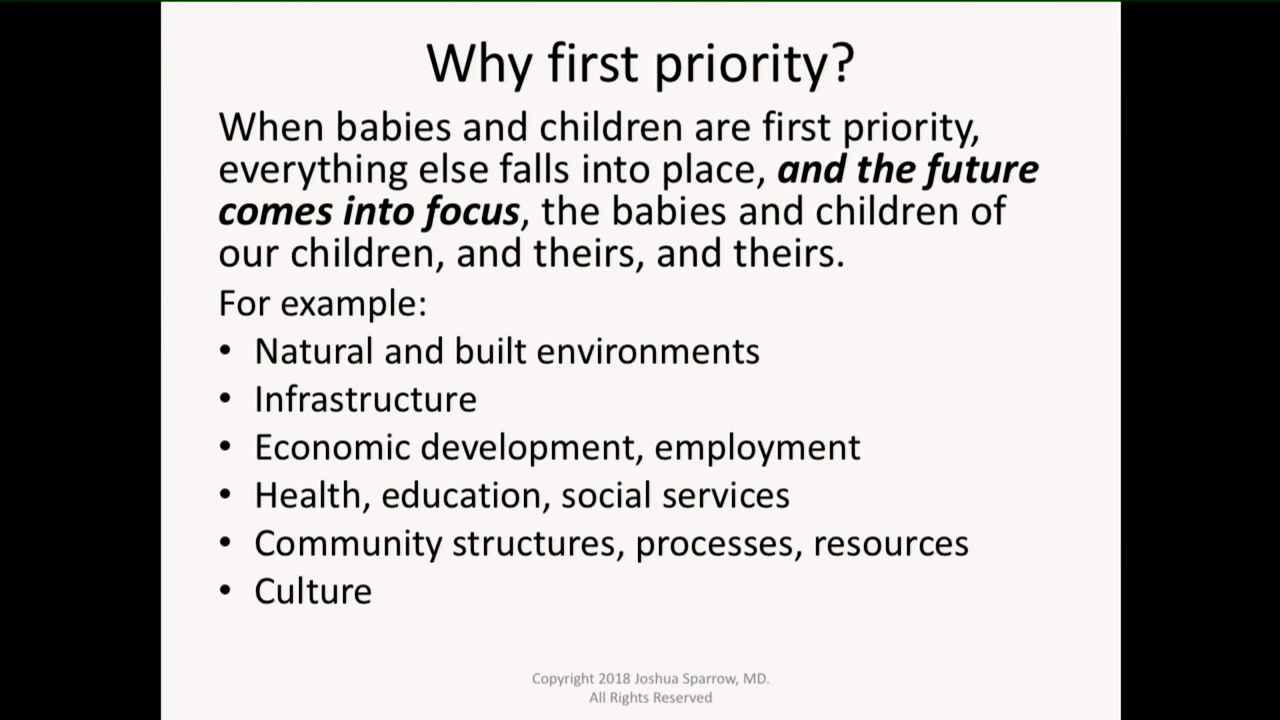 Why first priority?
When babies and children are first priority,
everything else falls into place, and the future
comes into focus, the babies and children of
our children, and theirs, and theirs.
For example:
• Natural and built environments
• Infrastructure
• Economic development, employment
• Health, education, social services
• Community structures, processes, resources
• Culture
Copyright 2018 Joshua Sparrow, MD.
All Rights Reserved